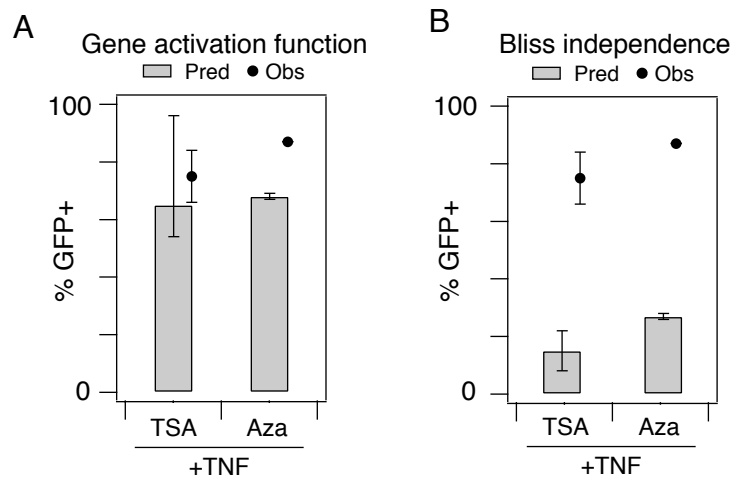 A
Gene activation function
Pred Obs
100
% GFP+
0
TSA Aza
+TNF
B
Bliss independence
Pred Obs
100
% GFP+
0
TSA Aza
+TNF